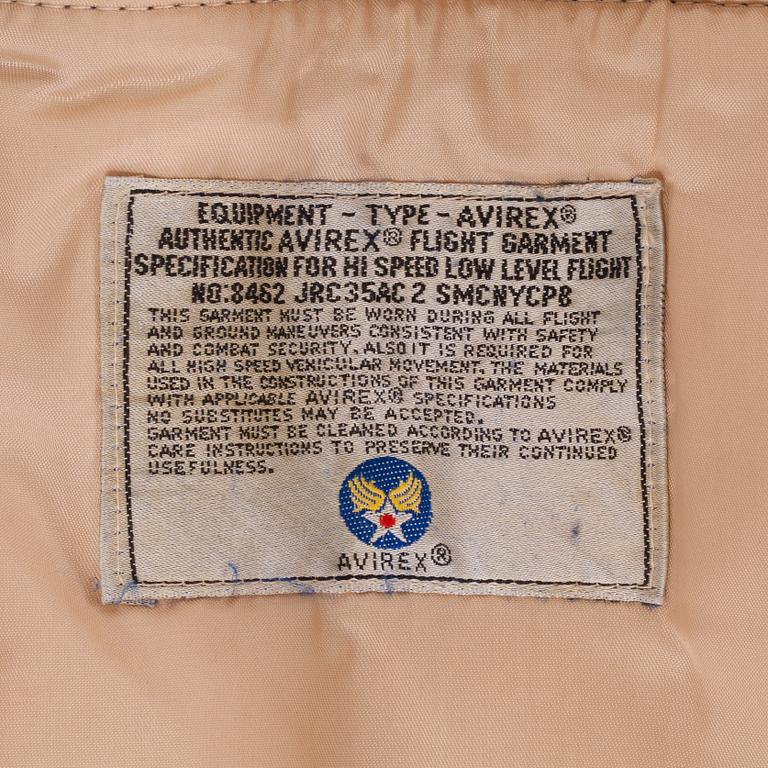 EQUIPMENT - TYPE - AVIREX®
AUTHENTIC AVIREX® FLIGHT GARMENT
SPECIFICATION FOR HI SPEED LOW LEVEL FLIGHT
NO:8462 JRC35AC2 SMCNYCPB
THIS GARMENT MUST BE WORN DURING ALL FLIGHT
AND GROUND MANEUVERS CONSISTENT WITH SAFETY
AND COMBAT SECURITY. ALSO IT IS REQUIRED FOR
ALL HIGH SPEED VEHICULAR MOVEMENT. THE MATERIALS
USED IN THE CONSTRUCTIONS OF THIS GARMENT COMPLY
WITH APPLICABLE AVIREX® SPECIFICATIONS
NO SUBSTITUTES MAY BE ACCEPTED.
GARMENT MUST BE CLEANED ACCORDING TO AVIREX®
CARE INSTRUCTIONS TO PRESERVE THEIR CONTINUED
USEFULNESS.
AVIREX®